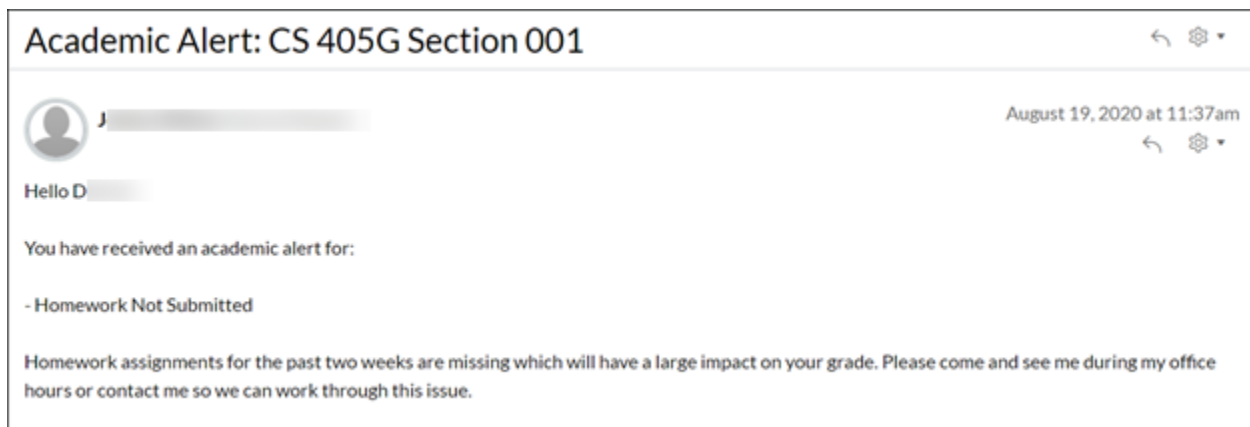 Academic Alert: CS 405G Section 001
J
August 19, 2020 at 11:37am
Hello D
You have received an academic alert for:
- Homework Not Submitted
Homework assignments for the past two weeks are missing which will have a large impact on your grade. Please come and see me during my office
hours or contact me so we can work through this issue.